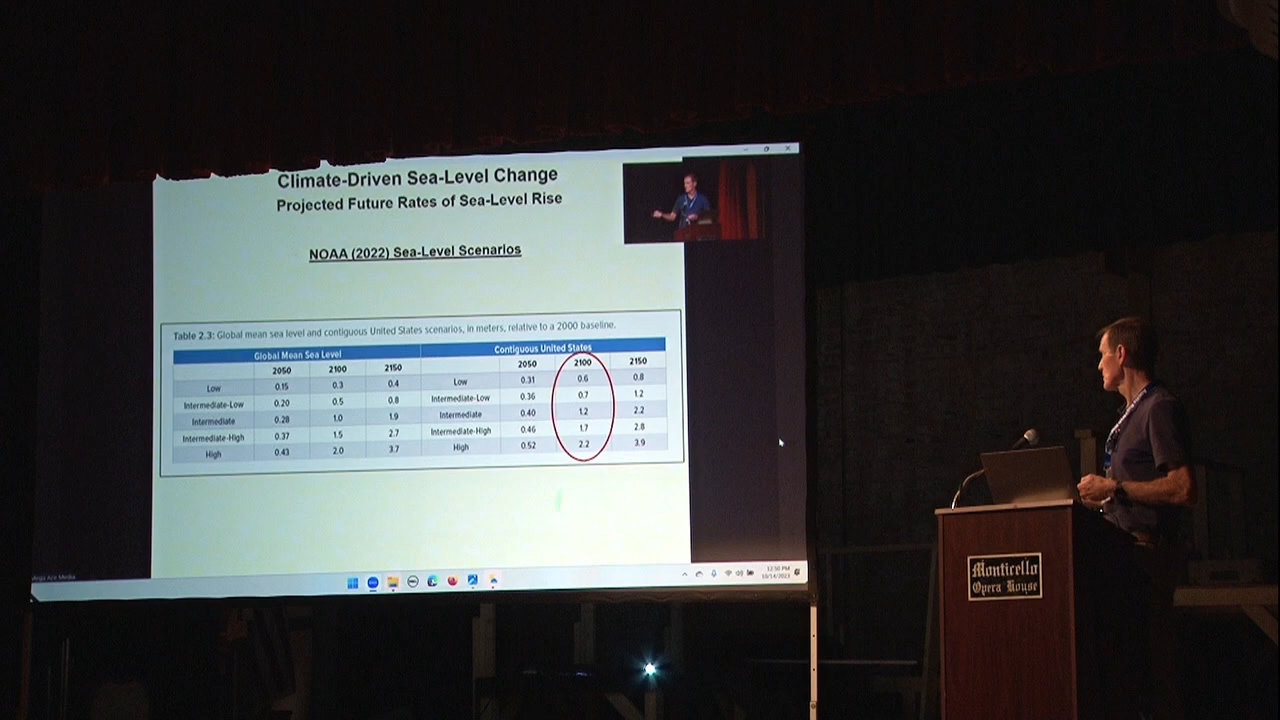 Climate-Driven Sea-Level Change
Projected Future Rates of Sea-Level Rise
NOAA (2022) Sea-Level Scenarios
Table 2.3: Global mean sea level and contiguous United States scenarios, in meters, relative to a 2000 baseline.
Global Mean Sea Level Contiguous United States
2050 2100 2150 2050 2100 2150
Low 0.15 0.3 0.4 Low 0.31 0.6 0.8
Intermediate-Low 0.20 0.5 0.8 Intermediate-Low 0.36 0.7 1.2
Intermediate 0.28 1.0 1.9 Intermediate 0.40 1.2 2.2
Intermediate-High 0.37 1.5 2.7 Intermediate-High 0.46 1.7 2.8
High 0.43 2.0 3.7 High 0.52 2.2 3.9
12:50 PM
10/14/2023
Monticello
Opera House